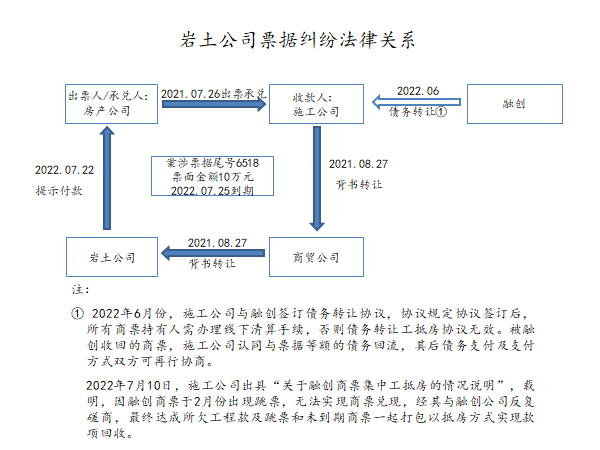 岩土公司票据纠纷法律关系
出票人/承兑人：
房产公司
2021.07.26出票承兑
收款人：
施工公司
2022.06
债务转让①
融创
2022.07.22
提示付款
案涉票据尾号6518
票面金额10万元
2022.07.25到期
2021.08.27
背书转让
岩土公司
2021.08.27
背书转让
商贸公司
注：
① 2022年6月份，施工公司与融创签订债务转让协议，协议规定协议签订后，
所有商票持有人需办理线下清算手续，否则债务转让工抵房协议无效。被融
创收回的商票，施工公司认同与票据等额的债务回流，其后债务支付及支付
方式双方可再行协商。
2022年7月10日，施工公司出具“关于融创商票集中工抵房的情况说明”，载
明，因融创商票于2月份出现跳票，无法实现商票兑现，经其与融创公司反复
磋商，最终达成所欠工程款及跳票和未到期商票一起打包以抵房方式实现款
项回收。